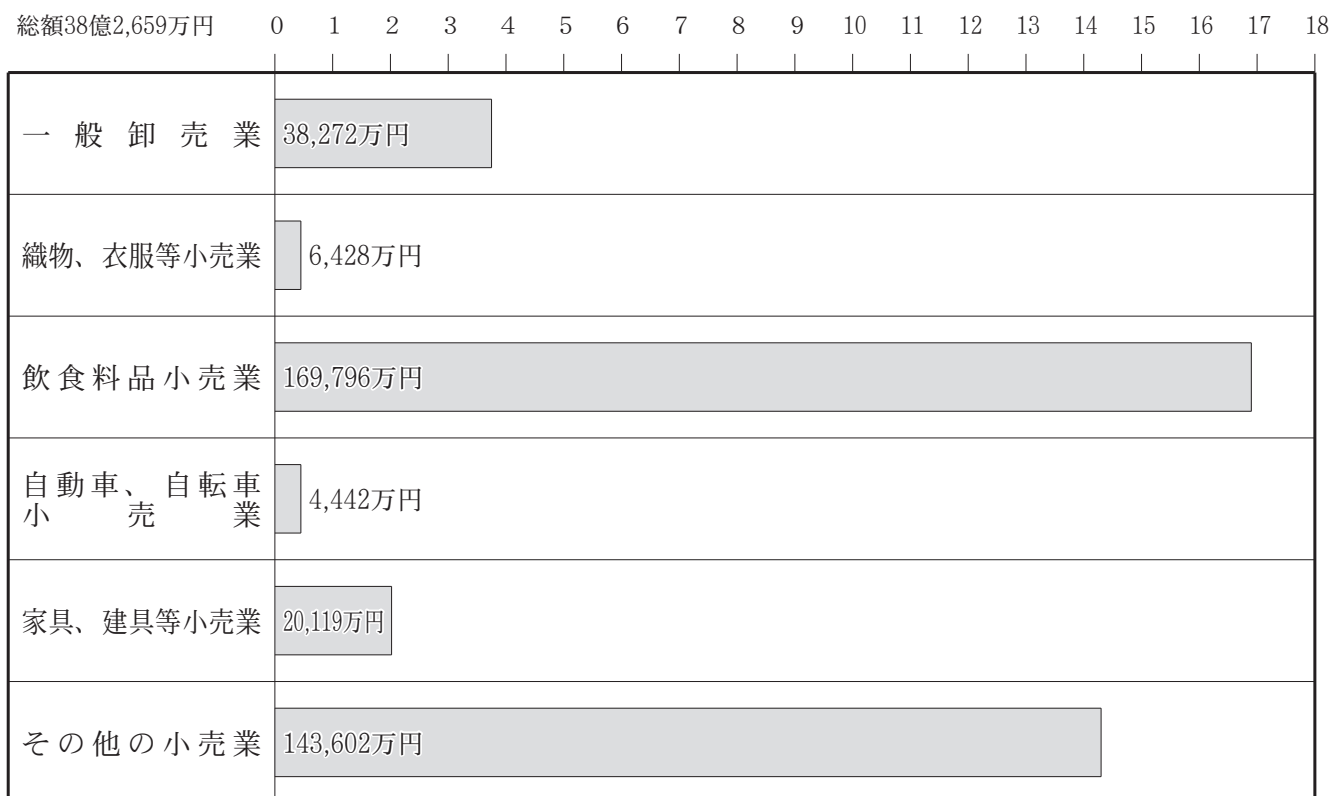 総額38億2,659万円 0 1 2 3 4 5 6 7 8 9 10 11 12 13 14 15 16 17 18
一般卸売業 38,272万円
織物、衣服等小売業 6,428万円
飲食料品小売業 169,796万円
自動車、自転車
小売業 4,442万円
家具、建具等小売業 20,119万円
その他の小売業 143,602万円